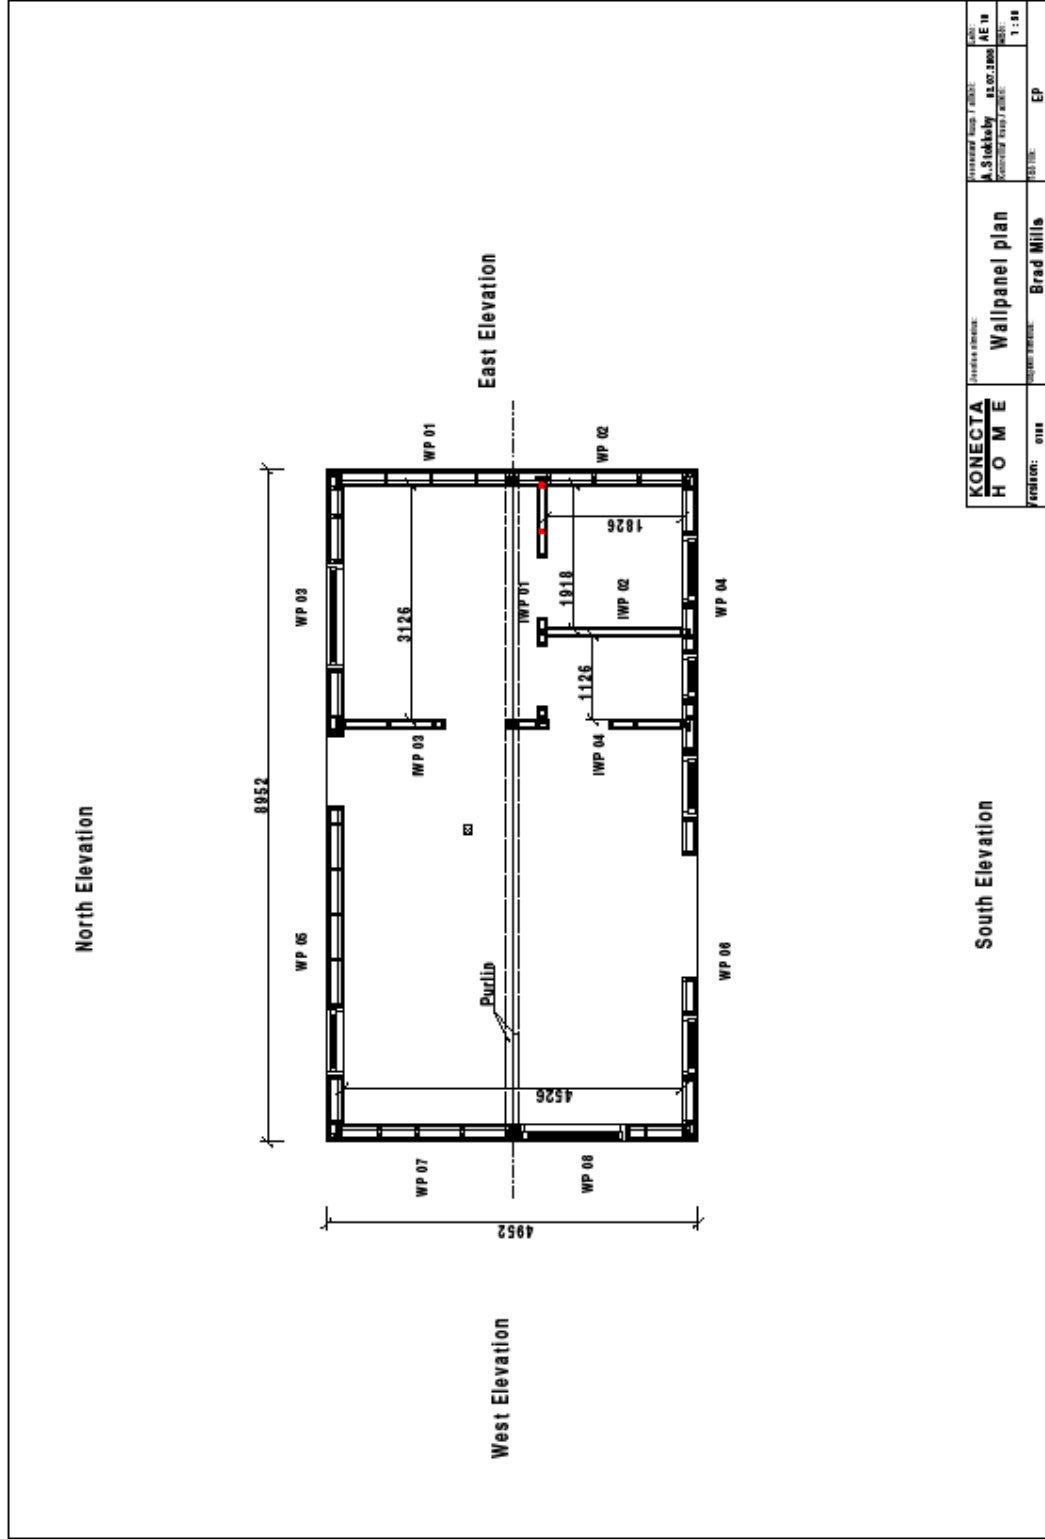 North Elevation
8952
WP 05
WP 03
West Elevation
4952
WP 07
WP 08
4526
Purlin
IWP 03
IWP 04
3126
1126
IWP 01
1918
IWP 02
1826
WP 01
WP 02
East Elevation
WP 06
WP 04
South Elevation
KONECTA
HOME
Wallpanel plan
A.Stokkeby
AE
1 : 50
Brad Mills
EP